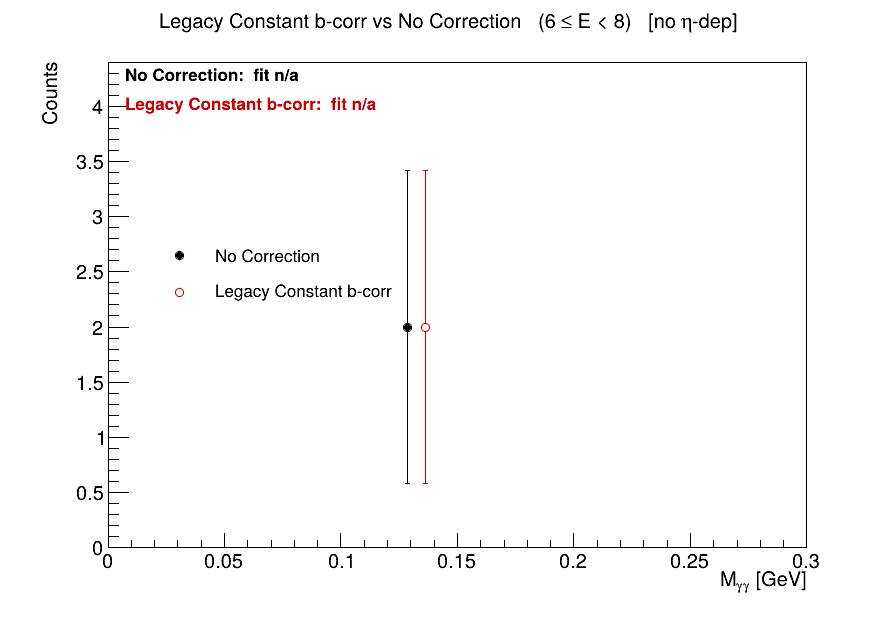 Legacy Constant b-corr vs No Correction (6 ≤ E < 8) [no η-dep]
Counts
No Correction: fit n/a
Legacy Constant b-corr: fit n/a
4
3.5
3
2.5
2
1.5
1
0.5
0
No Correction
Legacy Constant b-corr
0 0.05 0.1 0.15 0.2 0.25 0.3
Mγγ [GeV]